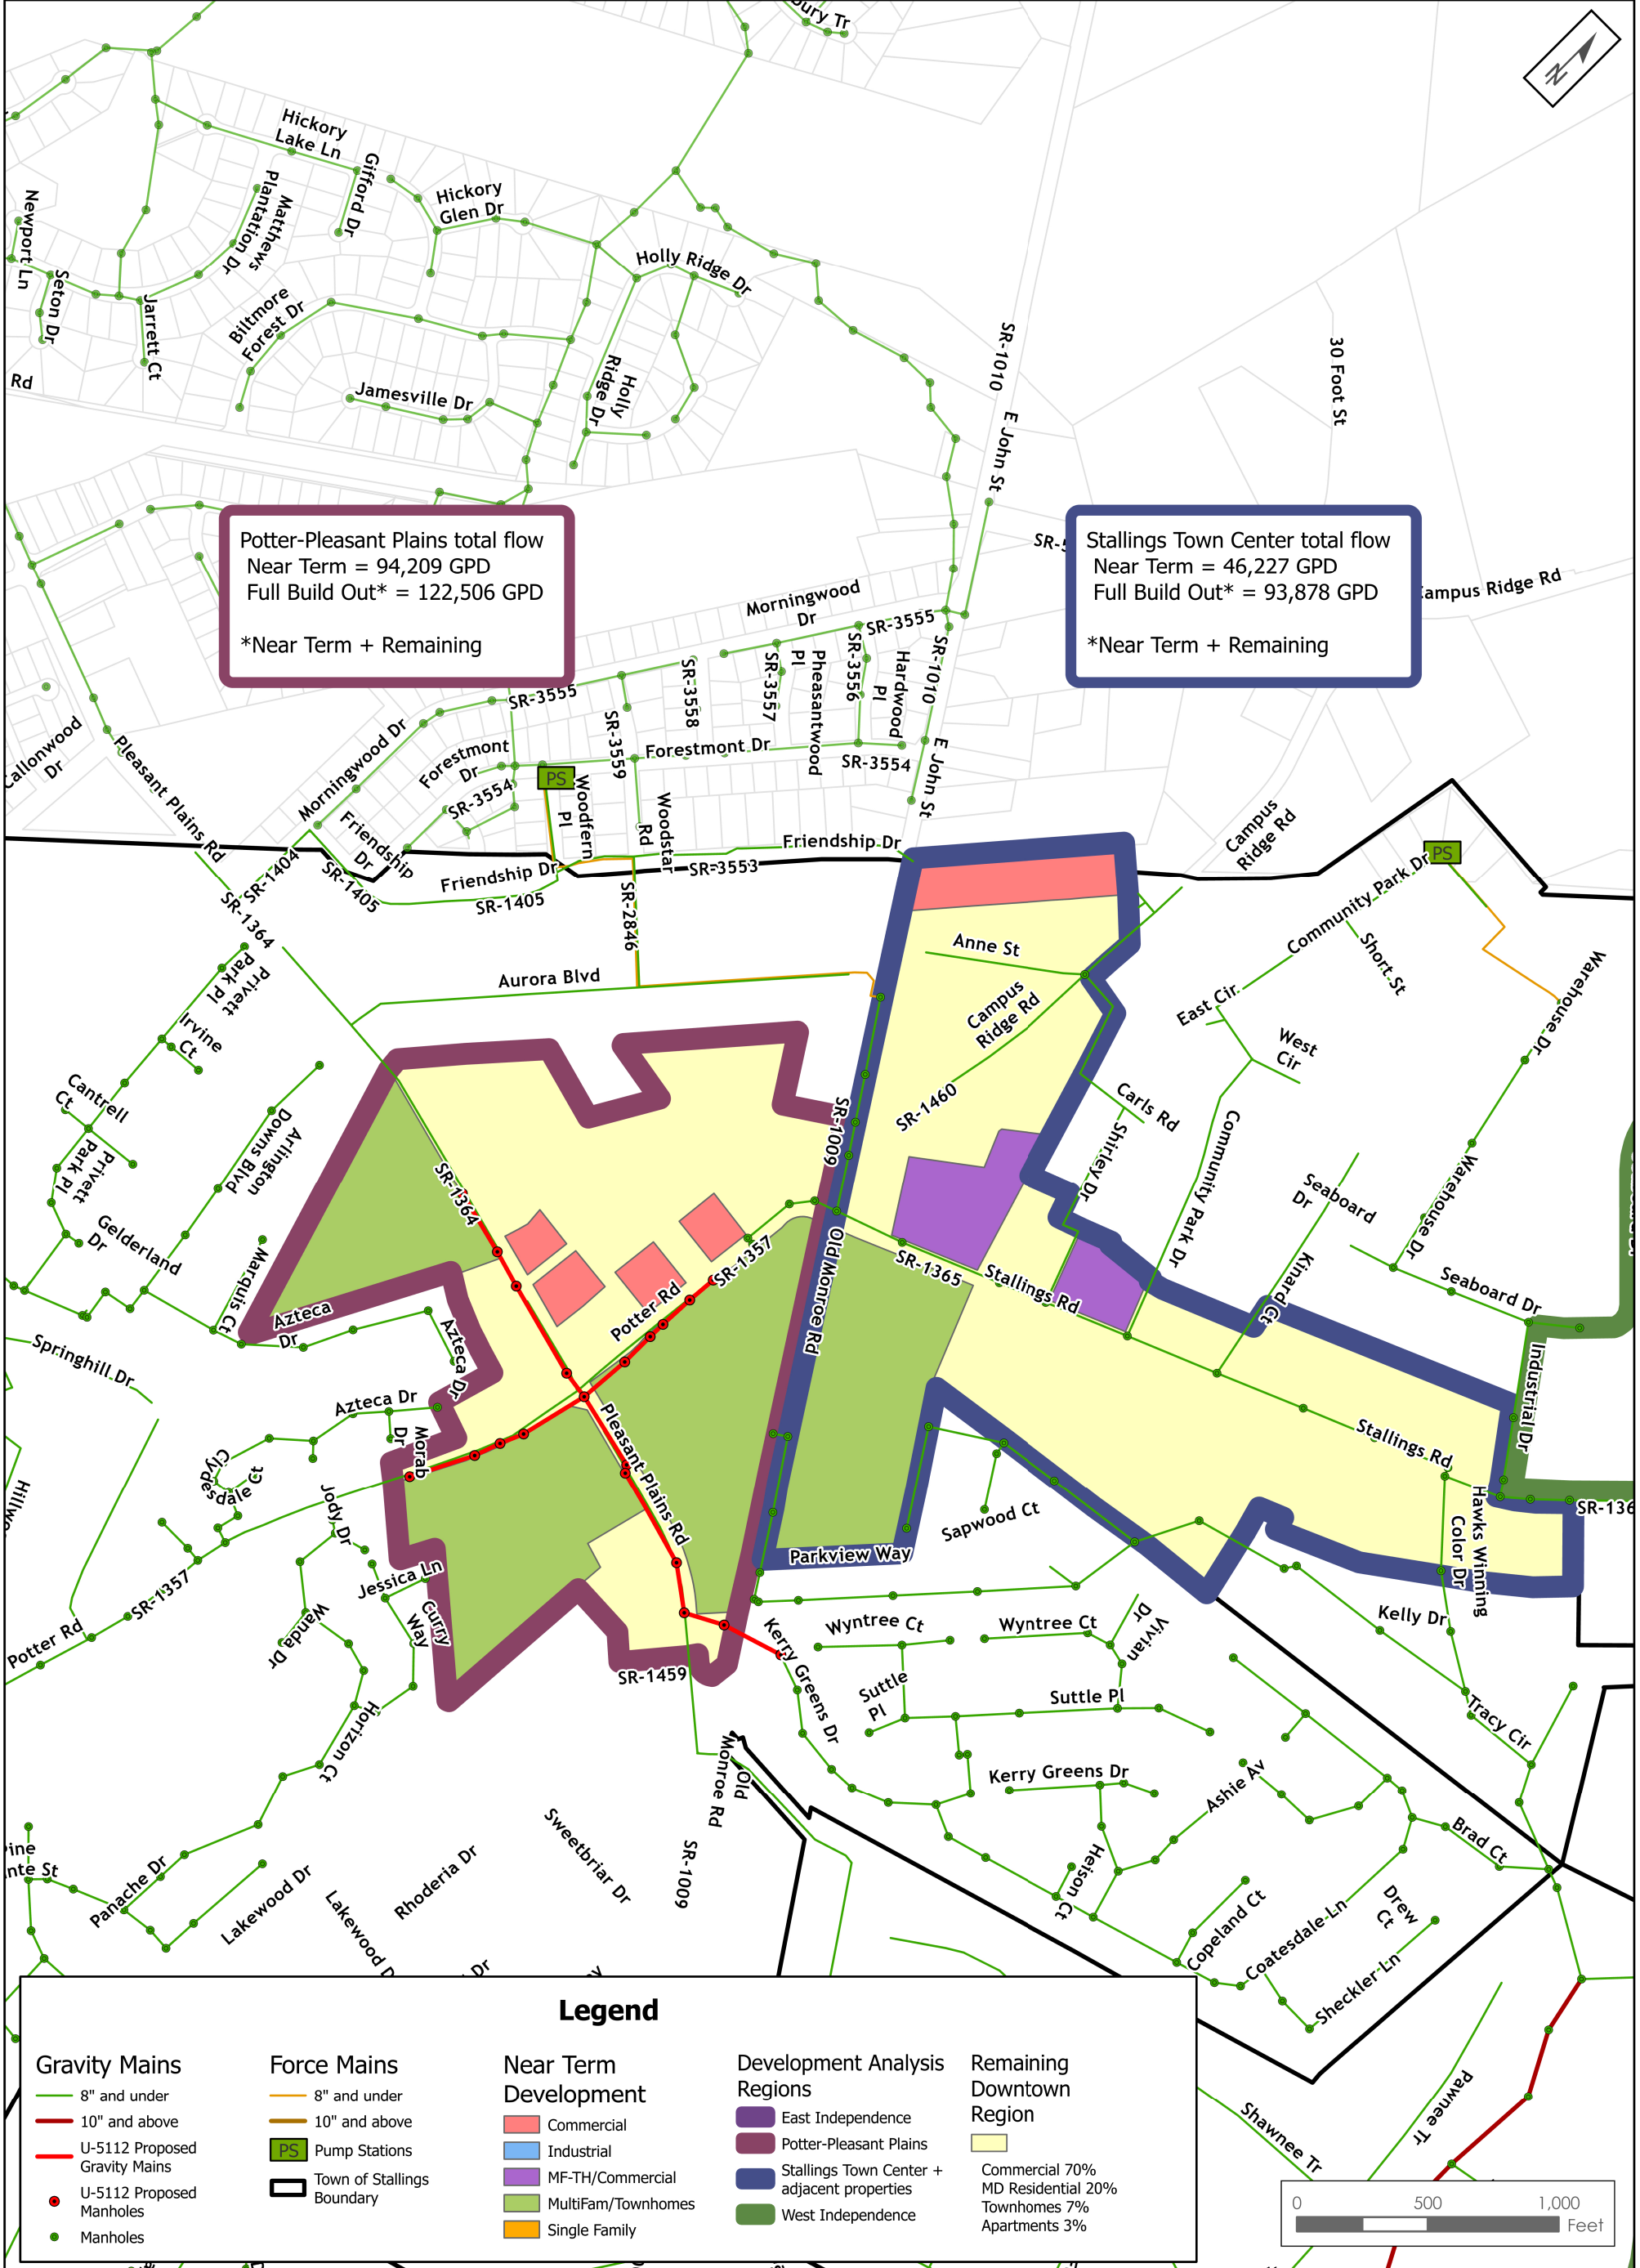 bury Tr
N
Hickory
Lake Ln
Gifford Dr
Hickory
Glen Dr
Matthews
Plantation Dr
Newport Ln
Seton Dr
Jarrett Ct
Biltmore
Forest Dr
Holly Ridge Dr
Holly
Ridge Dr
Jamesville Dr
Rd
SR-1010
E John St
30 Foot St
Potter-Pleasant Plains total flow
Near Term = 94,209 GPD
Full Build Out* = 122,506 GPD
*Near Term + Remaining
Stallings Town Center total flow
Near Term = 46,227 GPD
Full Build Out* = 93,878 GPD
*Near Term + Remaining
SR-5
Campus Ridge Rd
Morningwood
Dr
SR-3555
SR-3555
SR-3556
SR-3557
SR-3558
SR-3559
Pheasantwood
Pl
Hardwood
Pl
SR-1010
E John St
Forestmont Dr
SR-3554
Forestmont
Dr
SR-3554
PS
Woodfern
Pl
Woodstar
Rd
Morningwood Dr
Callonwood
Dr
Pleasant Plains Rd
Friendship
Dr
Friendship Dr
Friendship Dr
SR-3553
SR-1404
SR-1405
SR-1405
SR-1364
SR-2846
Campus
Ridge Rd
PS
Community Park Dr
Short St
Warehouse Dr
Anne St
Aurora Blvd
Campus
Ridge Rd
East Cir
West
Cir
Privett
Park Pl
Irvine
Ct
Cantrell
Ct
Privett
Park Pl
Arlington
Downs Blvd
SR-1009
SR-1460
Carls Rd
Shirley Dr
Community Park Dr
Warehouse Dr
Seaboard
Dr
Seaboard Dr
Gelderland
Dr
Marquis Ct
SR-1364
SR-1357
Potter Rd
Old Monroe Rd
SR-1365
Stallings Rd
Kinard Ct
Industrial Dr
Azteca
Dr
Azteca Dr
Azteca Dr
Springhill Dr
Morab
Dr
Clydesdale Ct
Pleasant Plains Rd
Stallings Rd
Hawks Winning
Color Dr
SR-136
Sapwood Ct
Parkview Way
Jody Dr
Jessica Ln
Curry
Way
Wanda Dr
SR-1357
Potter Rd
Horizon
Ct
SR-1459
Kerry Greens Dr
Wyntree Ct
Wyntree Ct
Vivian
Dr
Suttle
Pl
Suttle Pl
Kelly Dr
Tracy Cir
Kerry Greens Dr
Ashie Av
Brad Ct
Old
Monroe Rd
SR-1009
Sweetbriar Dr
Rhoderia Dr
Lakewood Dr
Lakewood D
Panache Dr
Helson Ct
Copeland Ct
Coatesdale Ln
Drew
Ct
Sheckler Ln
Pawnee Tr
Shawnee Tr
Legend
Gravity Mains
8" and under
10" and above
U-5112 Proposed
Gravity Mains
U-5112 Proposed
Manholes
Manholes
Force Mains
8" and under
10" and above
PS Pump Stations
Town of Stallings
Boundary
Near Term
Development
Commercial
Industrial
MF-TH/Commercial
MultiFam/Townhomes
Single Family
Development Analysis
Regions
East Independence
Potter-Pleasant Plains
Stallings Town Center +
adjacent properties
West Independence
Remaining
Downtown
Region
Commercial 70%
MD Residential 20%
Townhomes 7%
Apartments 3%
0 500 1,000
Feet